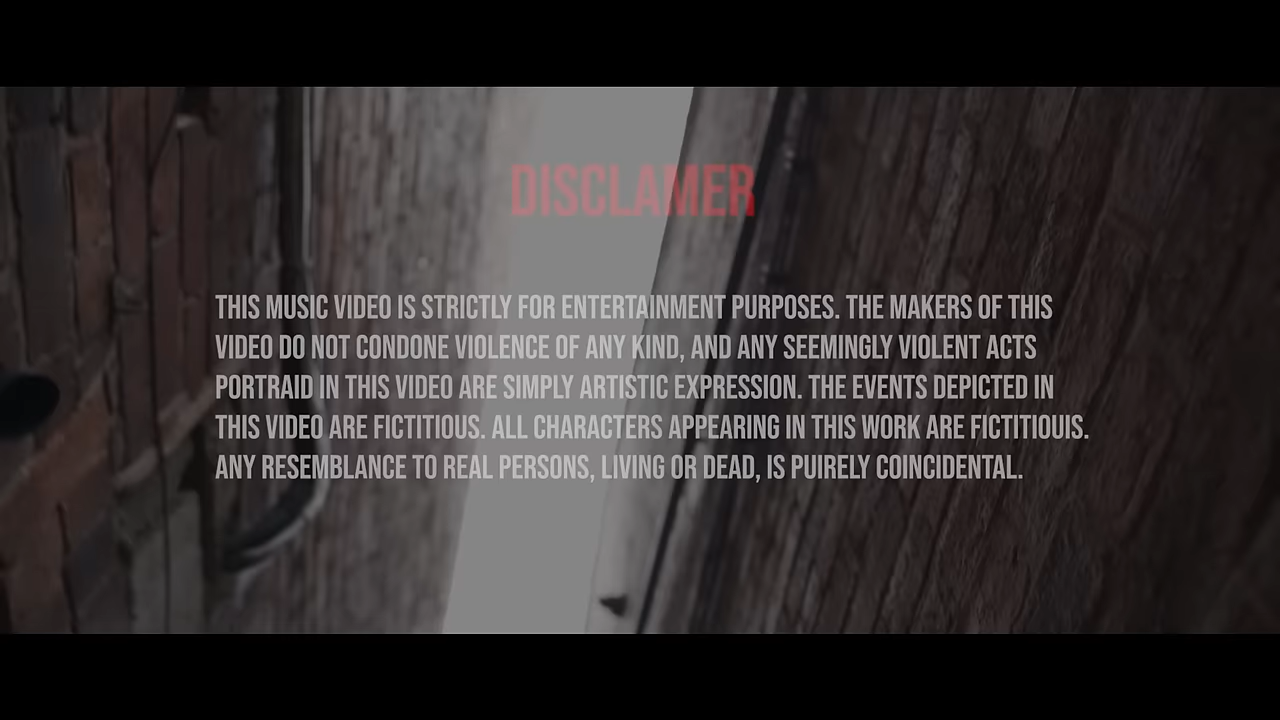 DISCLAMER
THIS MUSIC VIDEO IS STRICTLY FOR ENTERTAINMENT PURPOSES. THE MAKERS OF THIS
VIDEO DO NOT CONDONE VIOLENCE OF ANY KIND, AND ANY SEEMINGLY VIOLENT ACTS
PORTRAID IN THIS VIDEO ARE SIMPLY ARTISTIC EXPRESSION. THE EVENTS DEPICTED IN
THIS VIDEO ARE FICTITIOUS. ALL CHARACTERS APPEARING IN THIS WORK ARE FICTITIOUIS.
ANY RESEMBLANCE TO REAL PERSONS, LIVING OR DEAD, IS PUIRELY COINCIDENTAL.